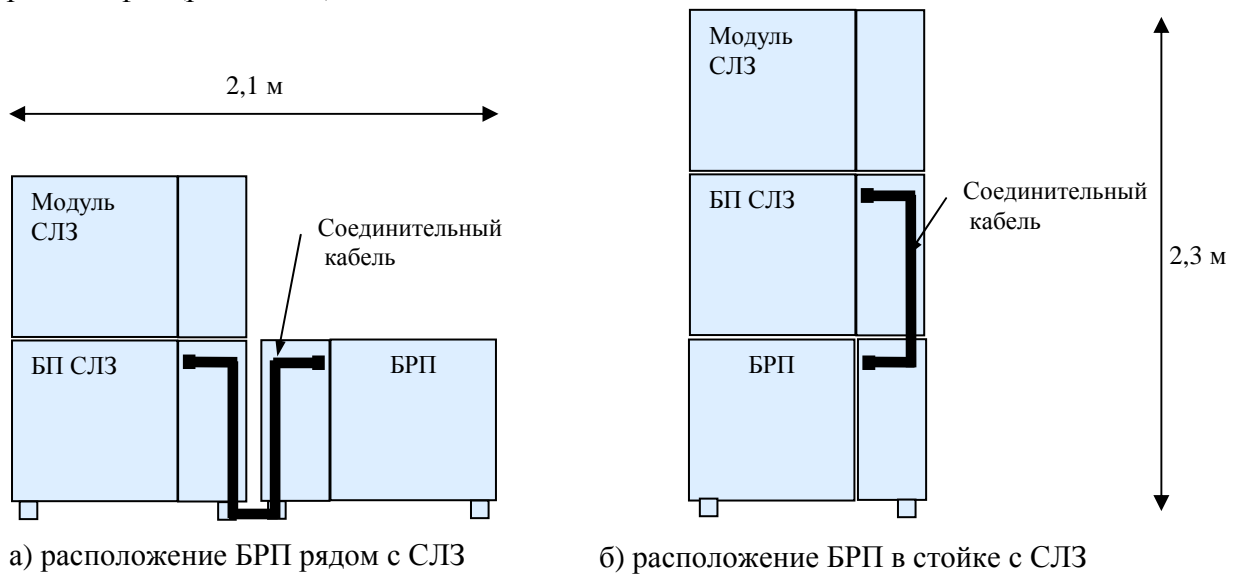 2,1 м
Модуль
СЛЗ
БП СЛЗ
Соединительный
кабель
БРП
а) расположение БРП рядом с СЛЗ
Модуль
СЛЗ
БП СЛЗ
Соединительный
кабель
БРП
2,3 м
б) расположение БРП в стойке с СЛЗ